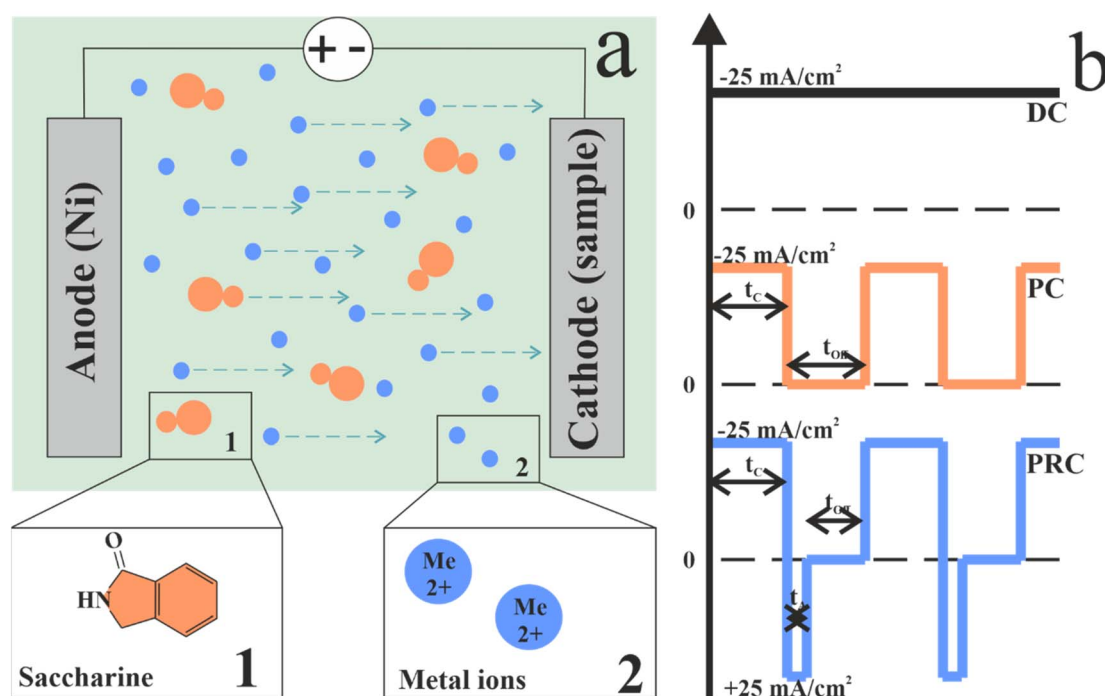 + -
a
Anode (Ni)
Cathode (sample)
1
2
O
HN
Saccharine
1
Me
2+
Me
2+
Metal ions
2
b
-25 mA/cm²
DC
0
-25 mA/cm²
PC
t_C
t_Off
0
-25 mA/cm²
PRC
t_C
t_Off
0
t
+25 mA/cm²